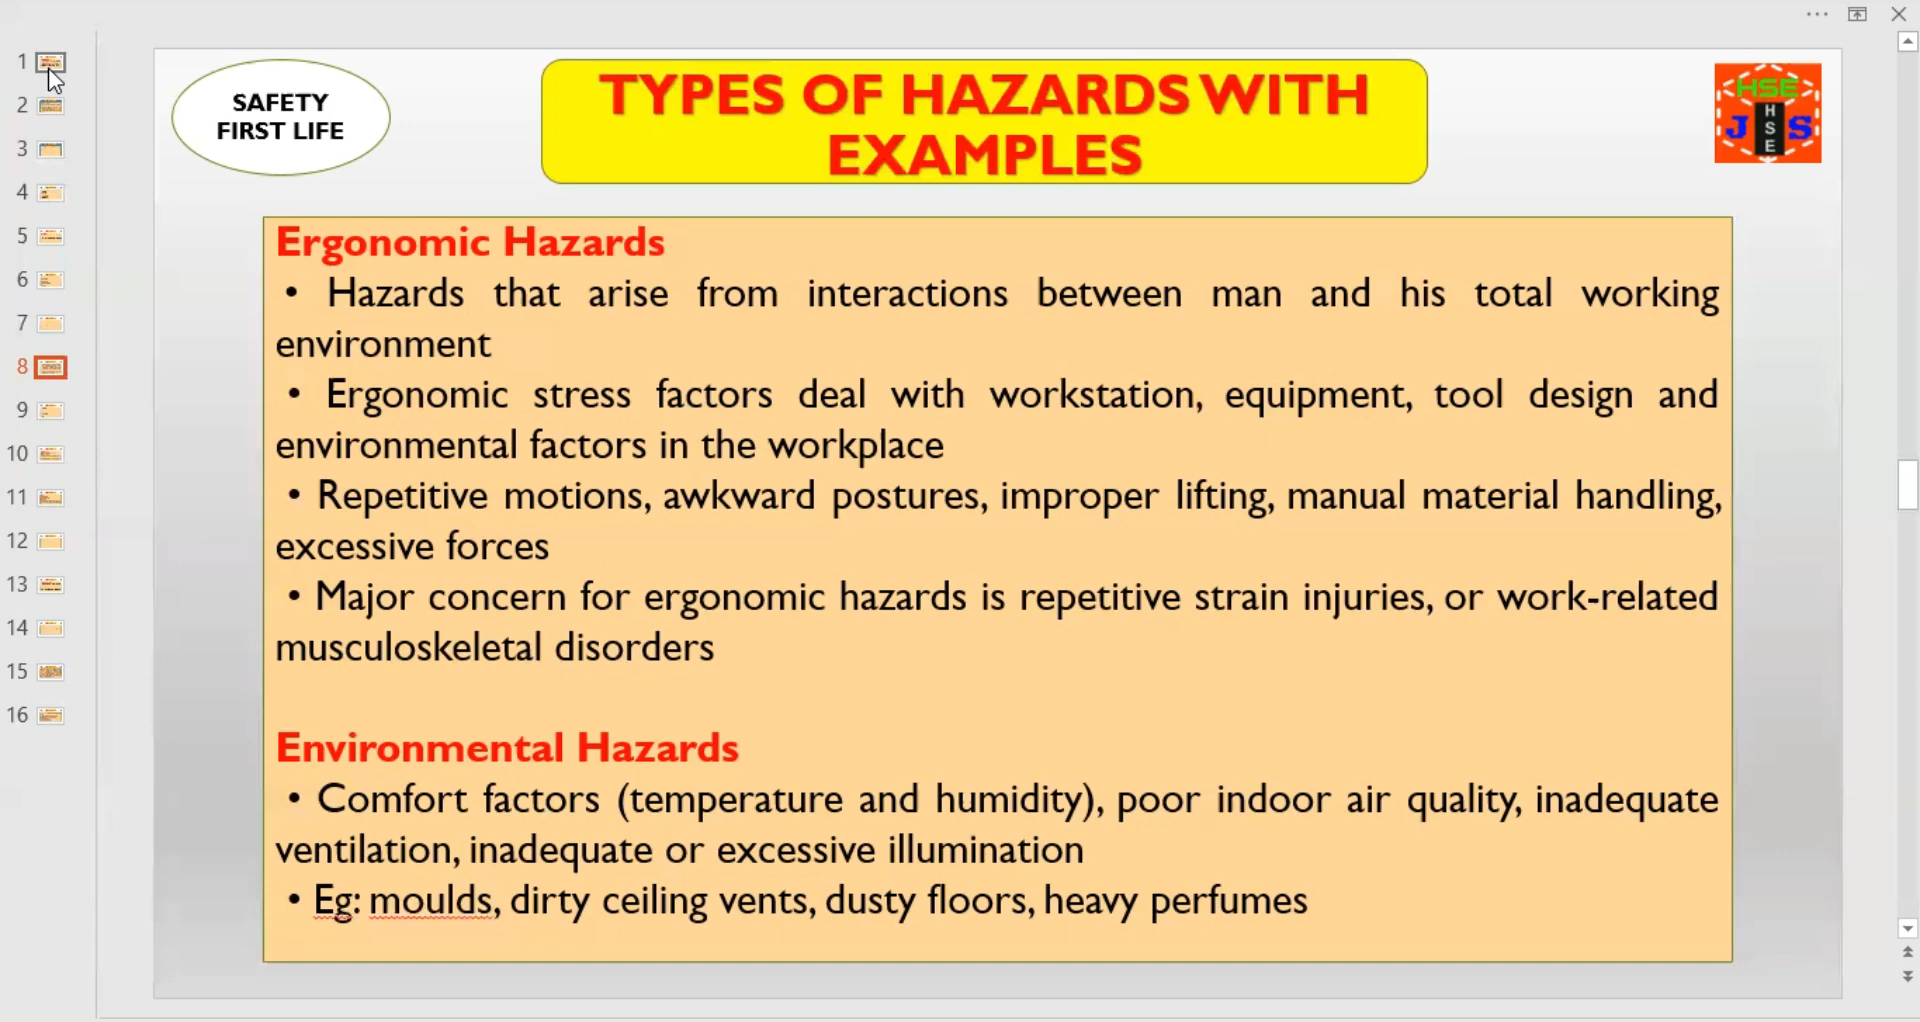 1
2
3
4
5
6
7
8
9
10
11
12
13
14
15
16
SAFETY
FIRST LIFE
TYPES OF HAZARDS WITH
EXAMPLES
HSE
J HSE S
Ergonomic Hazards
• Hazards that arise from interactions between man and his total working
environment
• Ergonomic stress factors deal with workstation, equipment, tool design and
environmental factors in the workplace
• Repetitive motions, awkward postures, improper lifting, manual material handling,
excessive forces
• Major concern for ergonomic hazards is repetitive strain injuries, or work-related
musculoskeletal disorders
Environmental Hazards
• Comfort factors (temperature and humidity), poor indoor air quality, inadequate
ventilation, inadequate or excessive illumination
• Eg: moulds, dirty ceiling vents, dusty floors, heavy perfumes